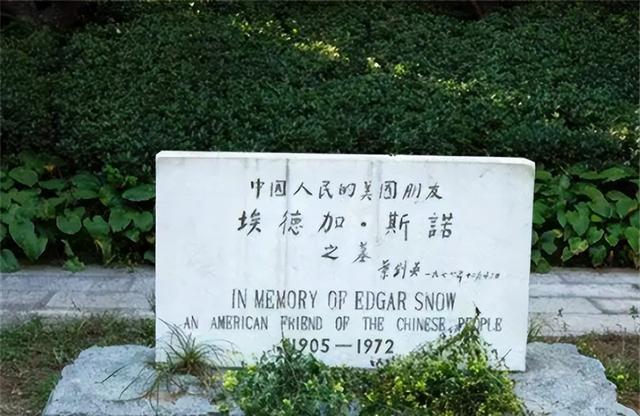 中國人民的美國朋友
埃德加·斯諾
之墓
葉劍英
IN MEMORY OF EDGAR SNOW
AN AMERICAN FRIEND OF THE CHINESE PEOPLE
1905—1972